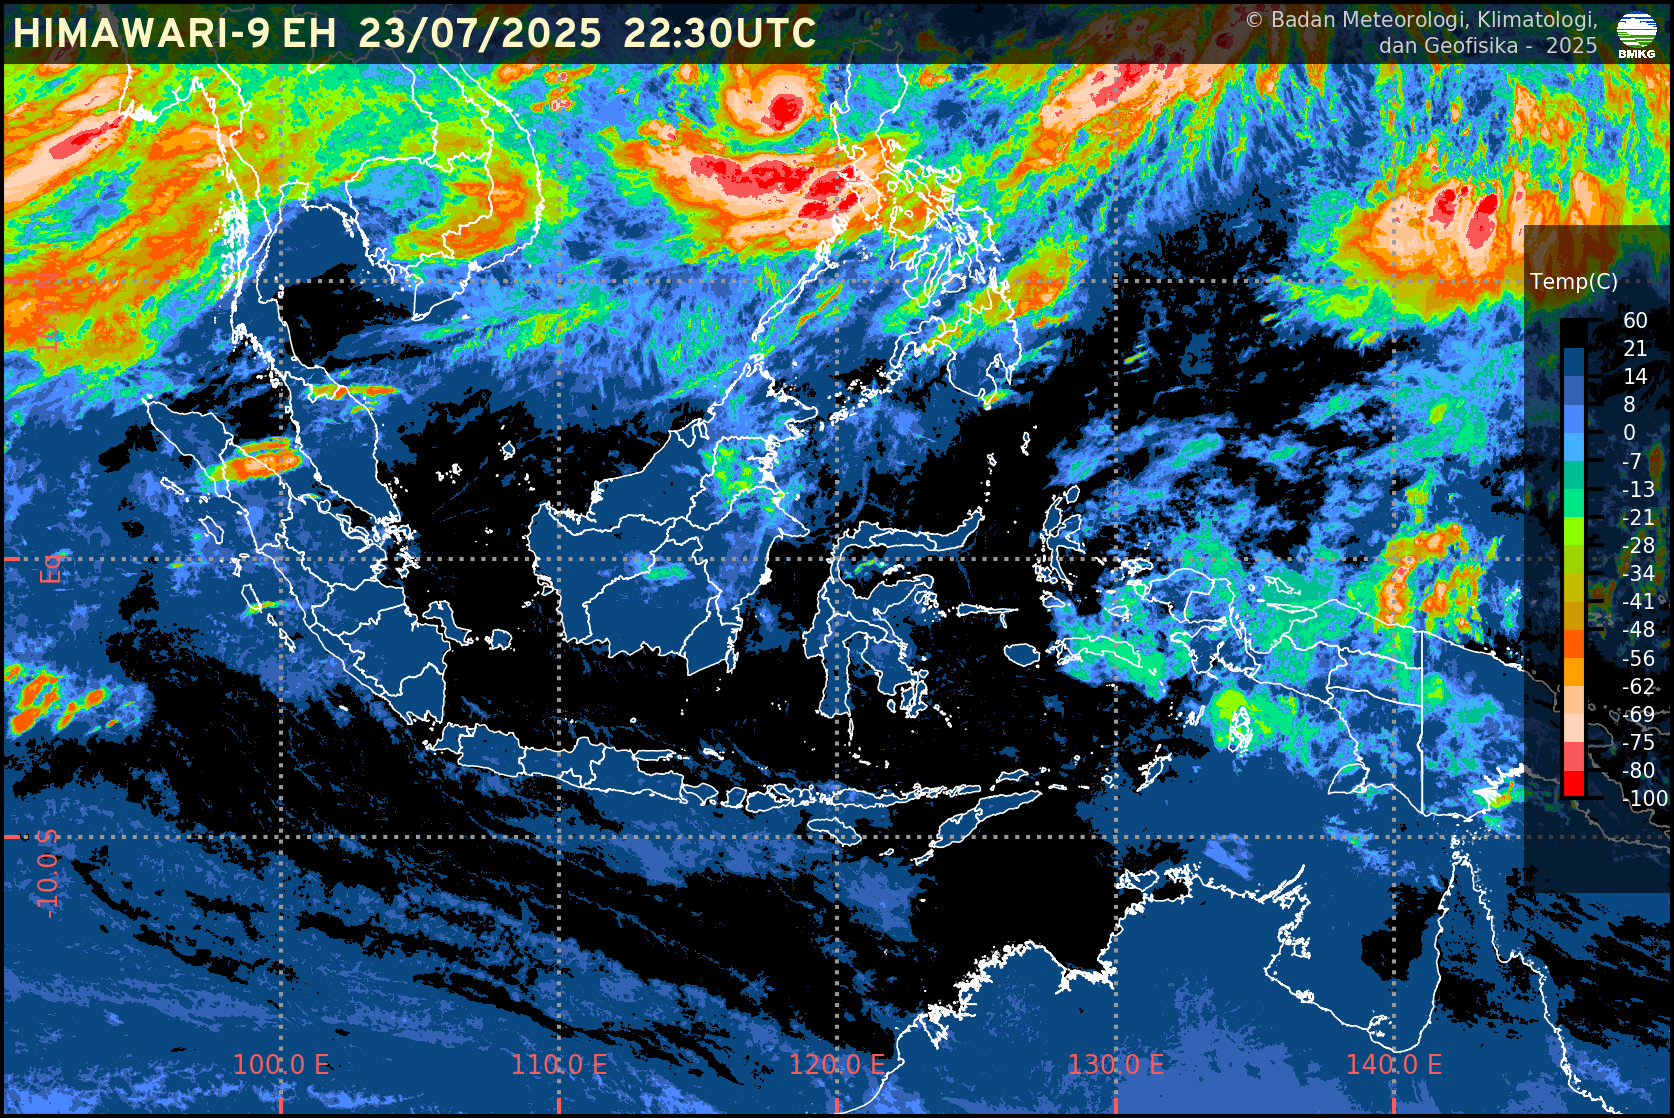 HIMAWARI-9 EH 23/07/2025 22:30UTC
© Badan Meteorologi, Klimatologi,
dan Geofisika - 2025
BMKG
Temp(C)
60
21
14
8
0
-7
-13
-21
-28
-34
-41
-48
-56
-62
-69
-75
-80
-100
Eq
-10.0 S
100.0 E
110.0 E
120.0 E
130.0 E
140.0 E